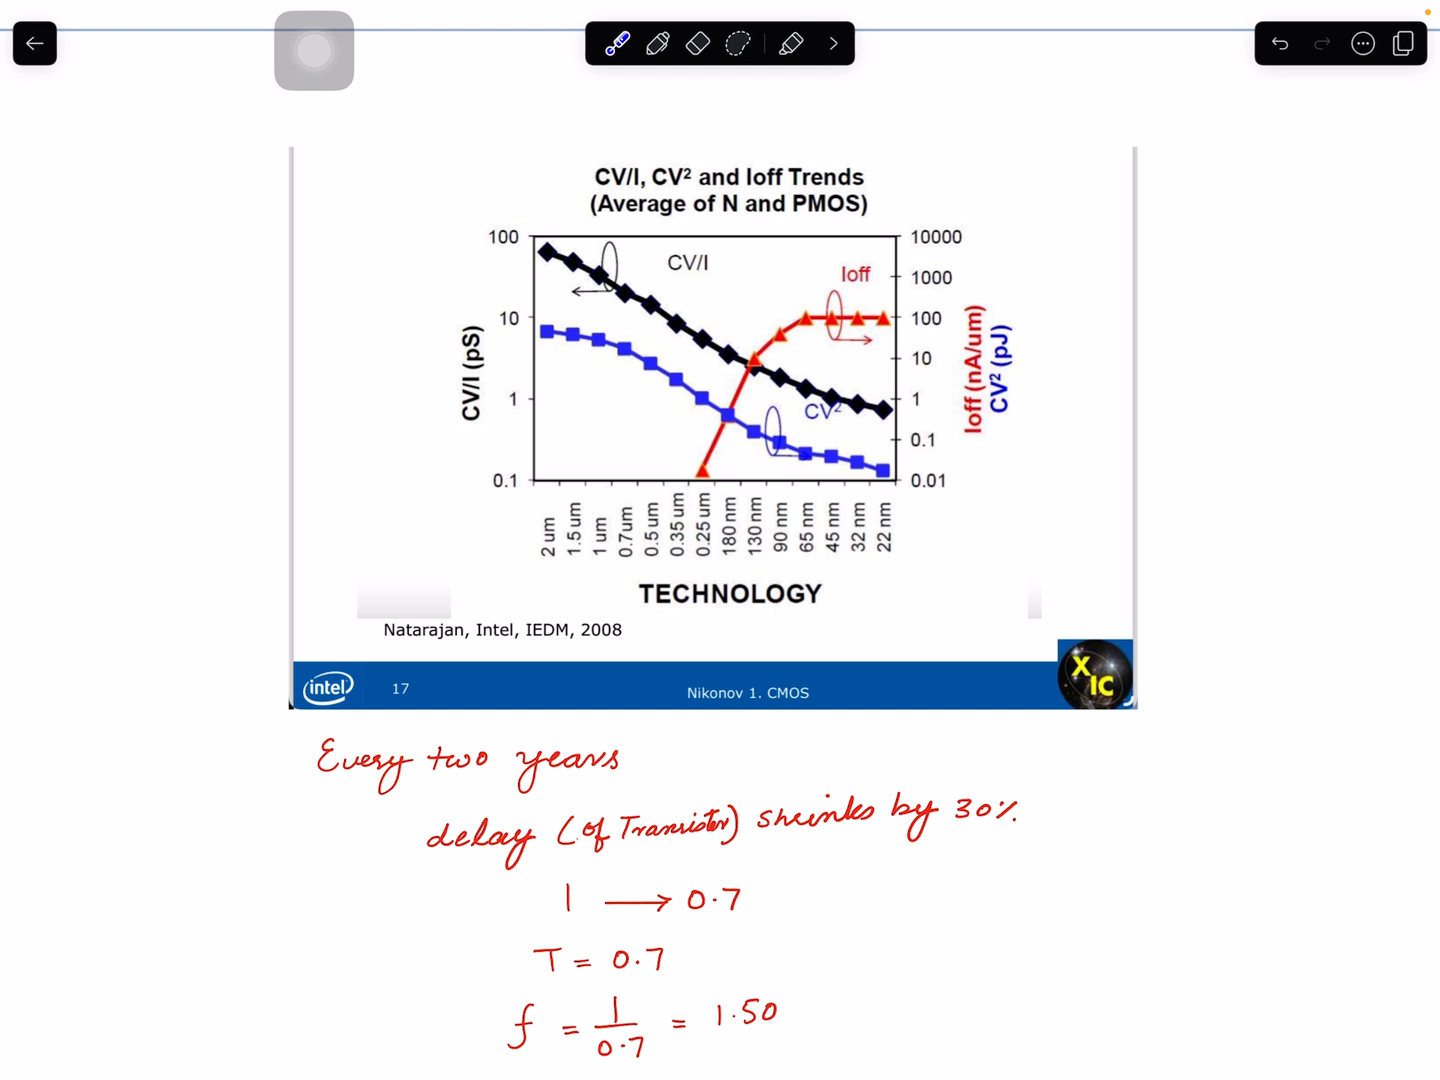 CV/I, CV² and Ioff Trends
(Average of N and PMOS)
100
10
1
0.1
CV/I (pS)
CV/I
Ioff
CV²
10000
1000
100
10
1
0.1
0.01
Ioff (nA/um)
CV² (pJ)
2 um
1.5 um
1 um
0.7um
0.5 um
0.35 um
0.25 um
180 nm
130 nm
90 nm
65 nm
45 nm
32 nm
22 nm
TECHNOLOGY
Natarajan, Intel, IEDM, 2008
intel 17 Nikonov 1. CMOS XIC
Every two years
delay (of Transistor) shrinks by 30%
1 → 0.7
T = 0.7
f = 1/0.7 = 1.50